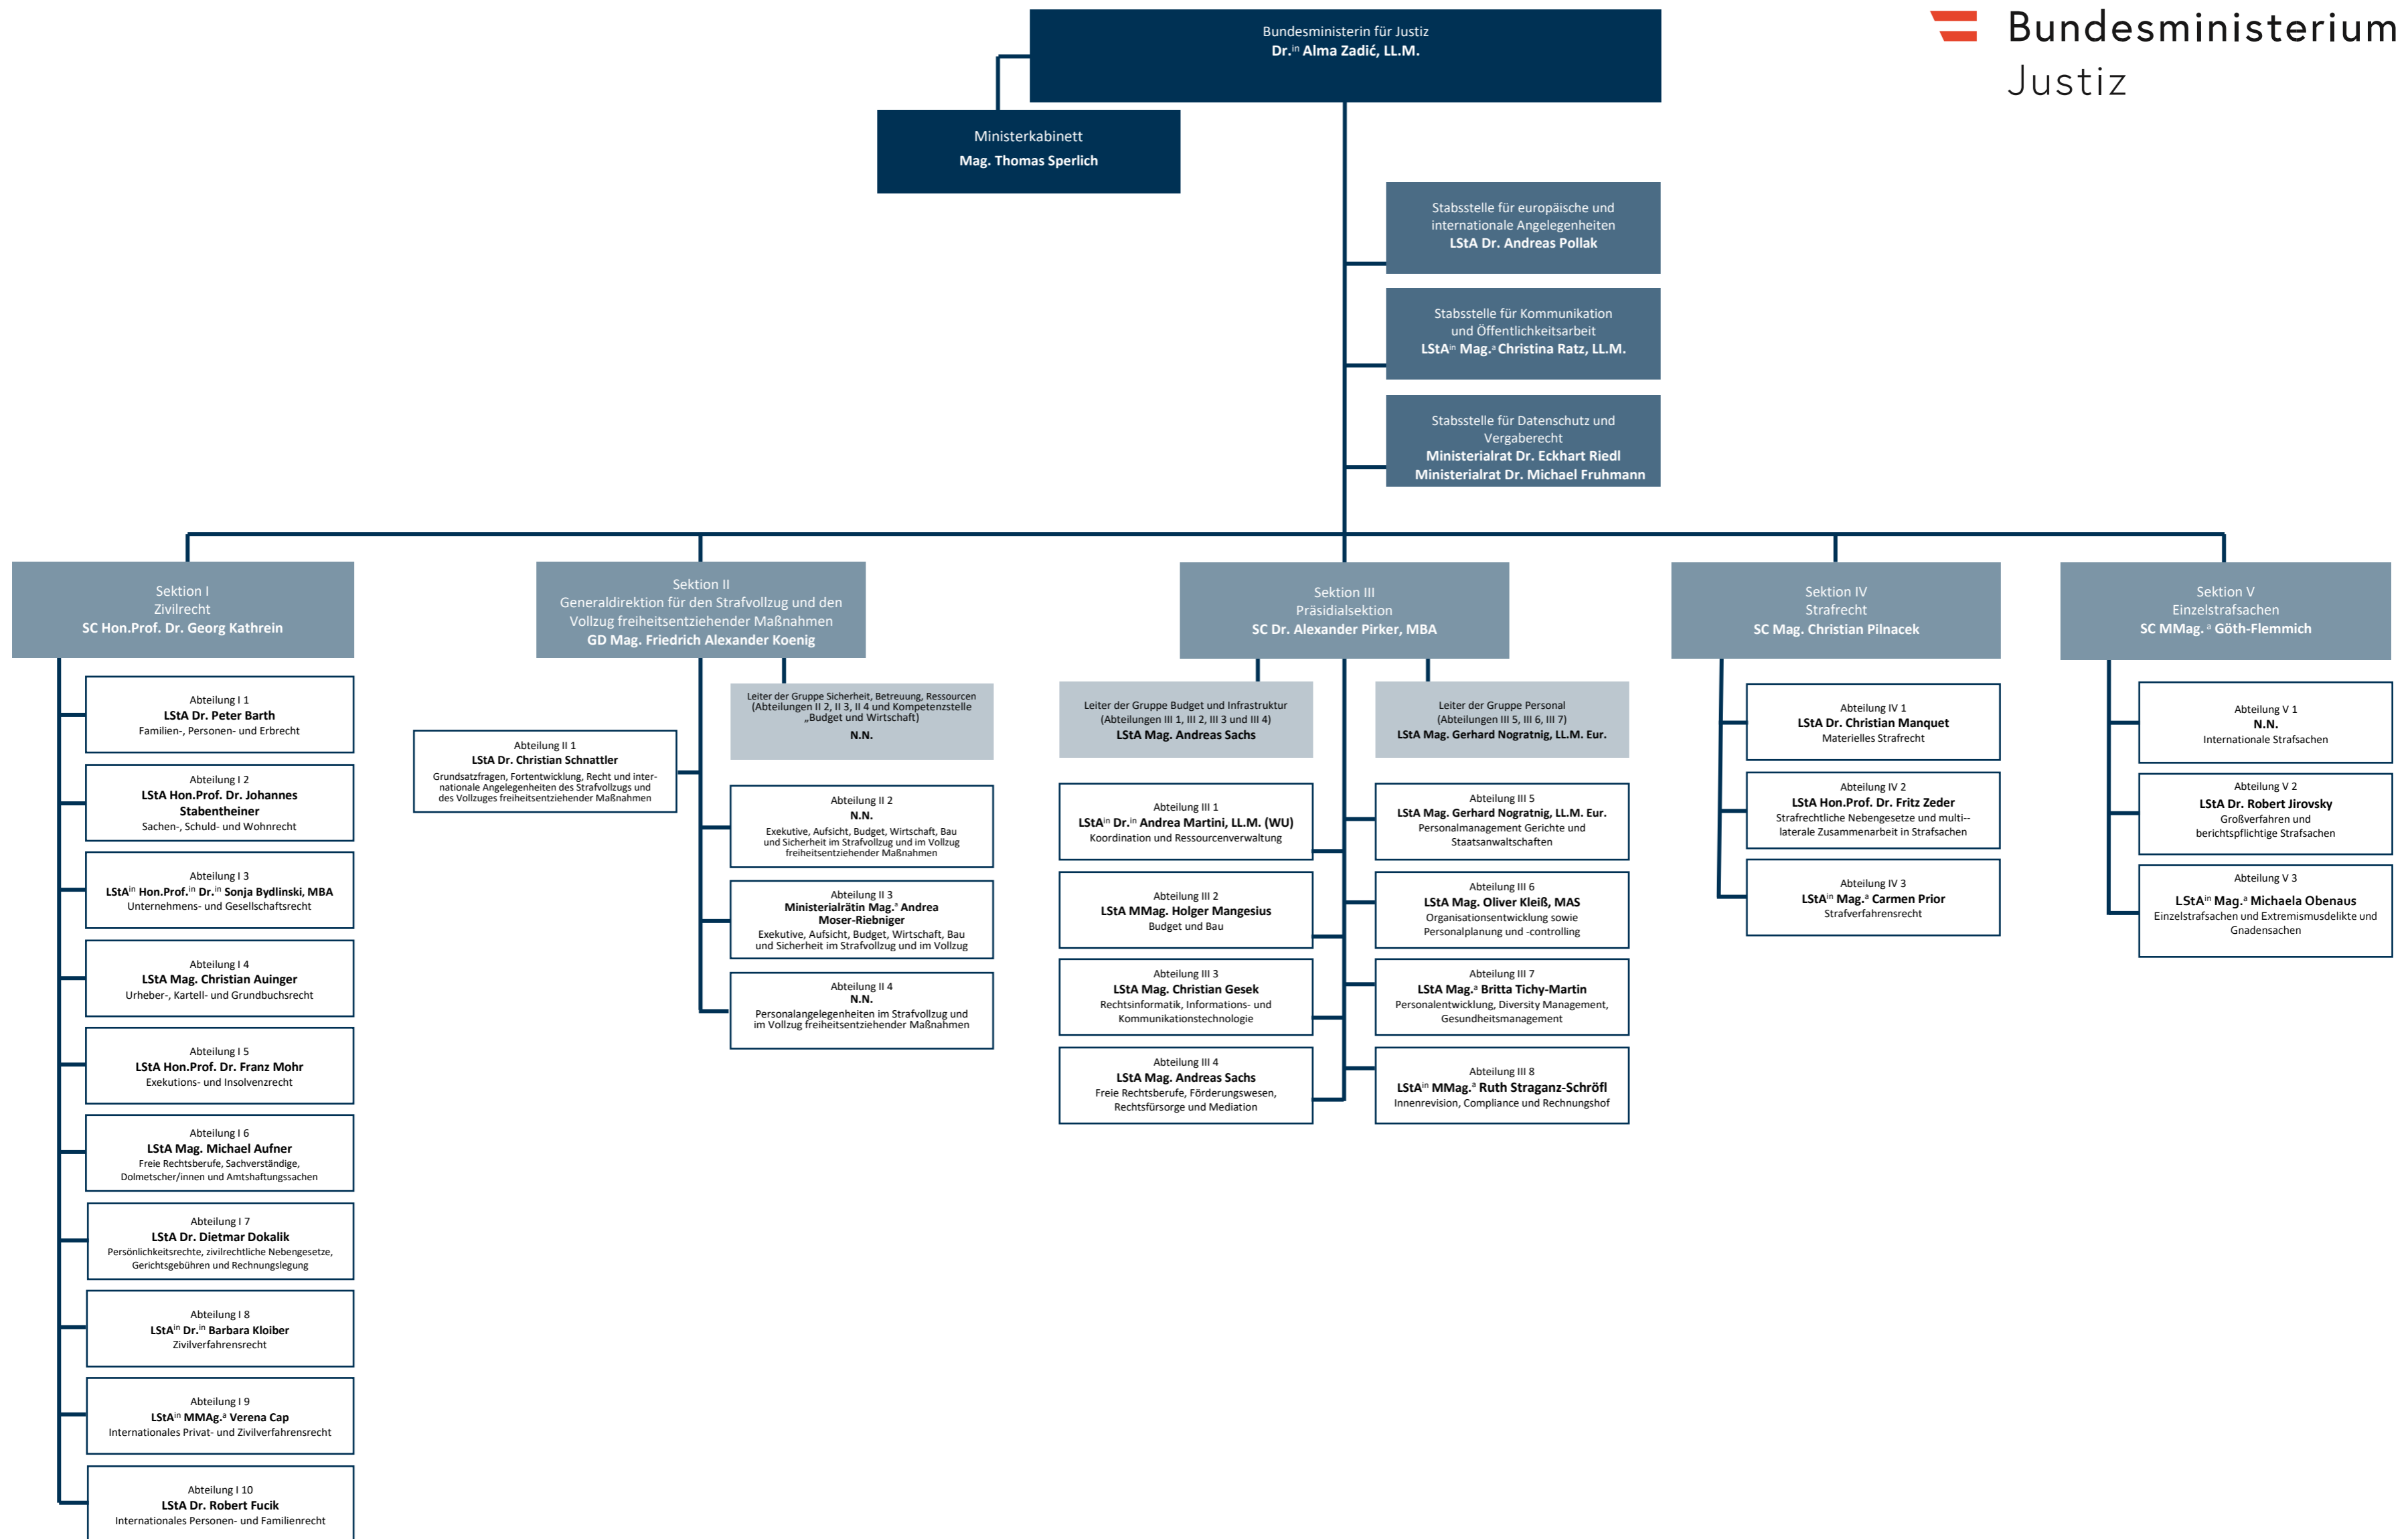 Bundesministerium
Justiz
Bundesministerin für Justiz
Dr.in Alma Zadić, LL.M.
Ministerkabinett
Mag. Thomas Sperlich
Stabsstelle für europäische und
internationale Angelegenheiten
LStA Dr. Andreas Pollak
Stabsstelle für Kommunikation
und Öffentlichkeitsarbeit
LStAin Mag.a Christina Ratz, LL.M.
Stabsstelle für Datenschutz und
Vergaberecht
Ministerialrat Dr. Eckhart Riedl
Ministerialrat Dr. Michael Fruhmann
Sektion I
Zivilrecht
SC Hon.Prof. Dr. Georg Kathrein
Abteilung I 1
LStA Dr. Peter Barth
Familien-, Personen- und Erbrecht
Abteilung I 2
LStA Hon.Prof. Dr. Johannes
Stabentheiner
Sachen-, Schuld- und Wohnrecht
Abteilung I 3
LStAin Hon.Prof.in Dr.in Sonja Bydlinski, MBA
Unternehmens- und Gesellschaftsrecht
Abteilung I 4
LStA Mag. Christian Auinger
Urheber-, Kartell- und Grundbuchsrecht
Abteilung I 5
LStA Hon.Prof. Dr. Franz Mohr
Exekutions- und Insolvenzrecht
Abteilung I 6
LStA Mag. Michael Aufner
Freie Rechtsberufe, Sachverständige,
Dolmetscher/innen und Amtshaftungssachen
Abteilung I 7
LStA Dr. Dietmar Dokalik
Persönlichkeitsrechte, zivilrechtliche Nebengesetze,
Gerichtsgebühren und Rechnungslegung
Abteilung I 8
LStAin Dr.in Barbara Kloiber
Zivilverfahrensrecht
Abteilung I 9
LStAin MMAg.a Verena Cap
Internationales Privat- und Zivilverfahrensrecht
Abteilung I 10
LStA Dr. Robert Fucik
Internationales Personen- und Familienrecht
Sektion II
Generaldirektion für den Strafvollzug und den
Vollzug freiheitsentziehender Maßnahmen
GD Mag. Friedrich Alexander Koenig
Leiter der Gruppe Sicherheit, Betreuung, Ressourcen
(Abteilungen II 2, II 3, II 4 und Kompetenzstelle
„Budget und Wirtschaft)
N.N.
Abteilung II 1
LStA Dr. Christian Schnattler
Grundsatzfragen, Fortentwicklung, Recht und inter-
nationale Angelegenheiten des Strafvollzugs und
des Vollzuges freiheitsentziehender Maßnahmen
Abteilung II 2
N.N.
Exekutive, Aufsicht, Budget, Wirtschaft, Bau
und Sicherheit im Strafvollzug und im Vollzug
freiheitsentziehender Maßnahmen
Abteilung II 3
Ministerialrätin Mag.a Andrea
Moser-Riebniger
Exekutive, Aufsicht, Budget, Wirtschaft, Bau
und Sicherheit im Strafvollzug und im Vollzug
Abteilung II 4
N.N.
Personalangelegenheiten im Strafvollzug und
im Vollzug freiheitsentziehender Maßnahmen
Sektion III
Präsidialsektion
SC Dr. Alexander Pirker, MBA
Leiter der Gruppe Budget und Infrastruktur
(Abteilungen III 1, III 2, III 3 und III 4)
LStA Mag. Andreas Sachs
Abteilung III 1
LStAin Dr.in Andrea Martini, LL.M. (WU)
Koordination und Ressourcenverwaltung
Abteilung III 2
LStA MMag. Holger Mangesius
Budget und Bau
Abteilung III 3
LStA Mag. Christian Gesek
Rechtsinformatik, Informations- und
Kommunikationstechnologie
Abteilung III 4
LStA Mag. Andreas Sachs
Freie Rechtsberufe, Förderungswesen,
Rechtsfürsorge und Mediation
Leiter der Gruppe Personal
(Abteilungen III 5, III 6, III 7)
LStA Mag. Gerhard Nogratnig, LL.M. Eur.
Abteilung III 5
LStA Mag. Gerhard Nogratnig, LL.M. Eur.
Personalmanagement Gerichte und
Staatsanwaltschaften
Abteilung III 6
LStA Mag. Oliver Kleiß, MAS
Organisationsentwicklung sowie
Personalplanung und -controlling
Abteilung III 7
LStA Mag.a Britta Tichy-Martin
Personalentwicklung, Diversity Management,
Gesundheitsmanagement
Abteilung III 8
LStAin MMag.a Ruth Straganz-Schröfl
Innenrevision, Compliance und Rechnungshof
Sektion IV
Strafrecht
SC Mag. Christian Pilnacek
Abteilung IV 1
LStA Dr. Christian Manquet
Materielles Strafrecht
Abteilung IV 2
LStA Hon.Prof. Dr. Fritz Zeder
Strafrechtliche Nebengesetze und multi--
laterale Zusammenarbeit in Strafsachen
Abteilung IV 3
LStAin Mag.a Carmen Prior
Strafverfahrensrecht
Sektion V
Einzelstrafsachen
SC MMag. a Göth-Flemmich
Abteilung V 1
N.N.
Internationale Strafsachen
Abteilung V 2
LStA Dr. Robert Jirovsky
Großverfahren und
berichtspflichtige Strafsachen
Abteilung V 3
LStAin Mag.a Michaela Obenaus
Einzelstrafsachen und Extremismusdelikte und
Gnadensachen